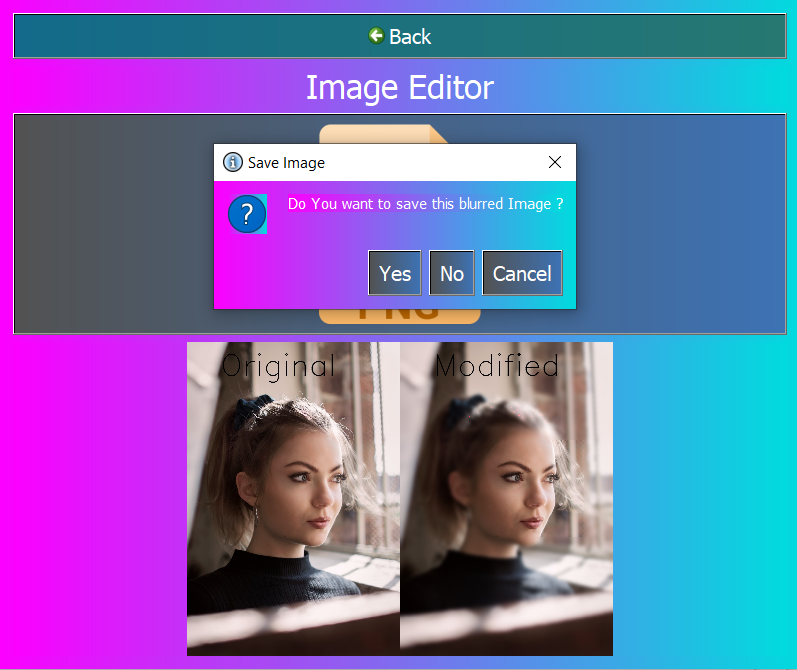 Back
Image Editor
Save Image
Do You want to save this blurred Image ?
Yes No Cancel
PNG
Original Modified